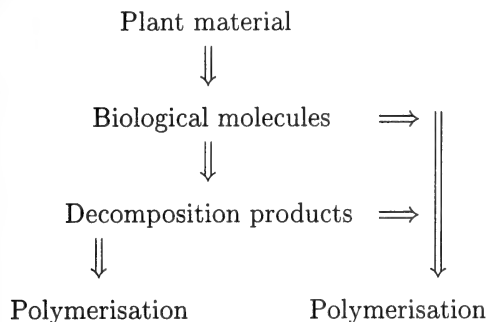 Plant material
Biological molecules
Decomposition products
Polymerisation Polymerisation